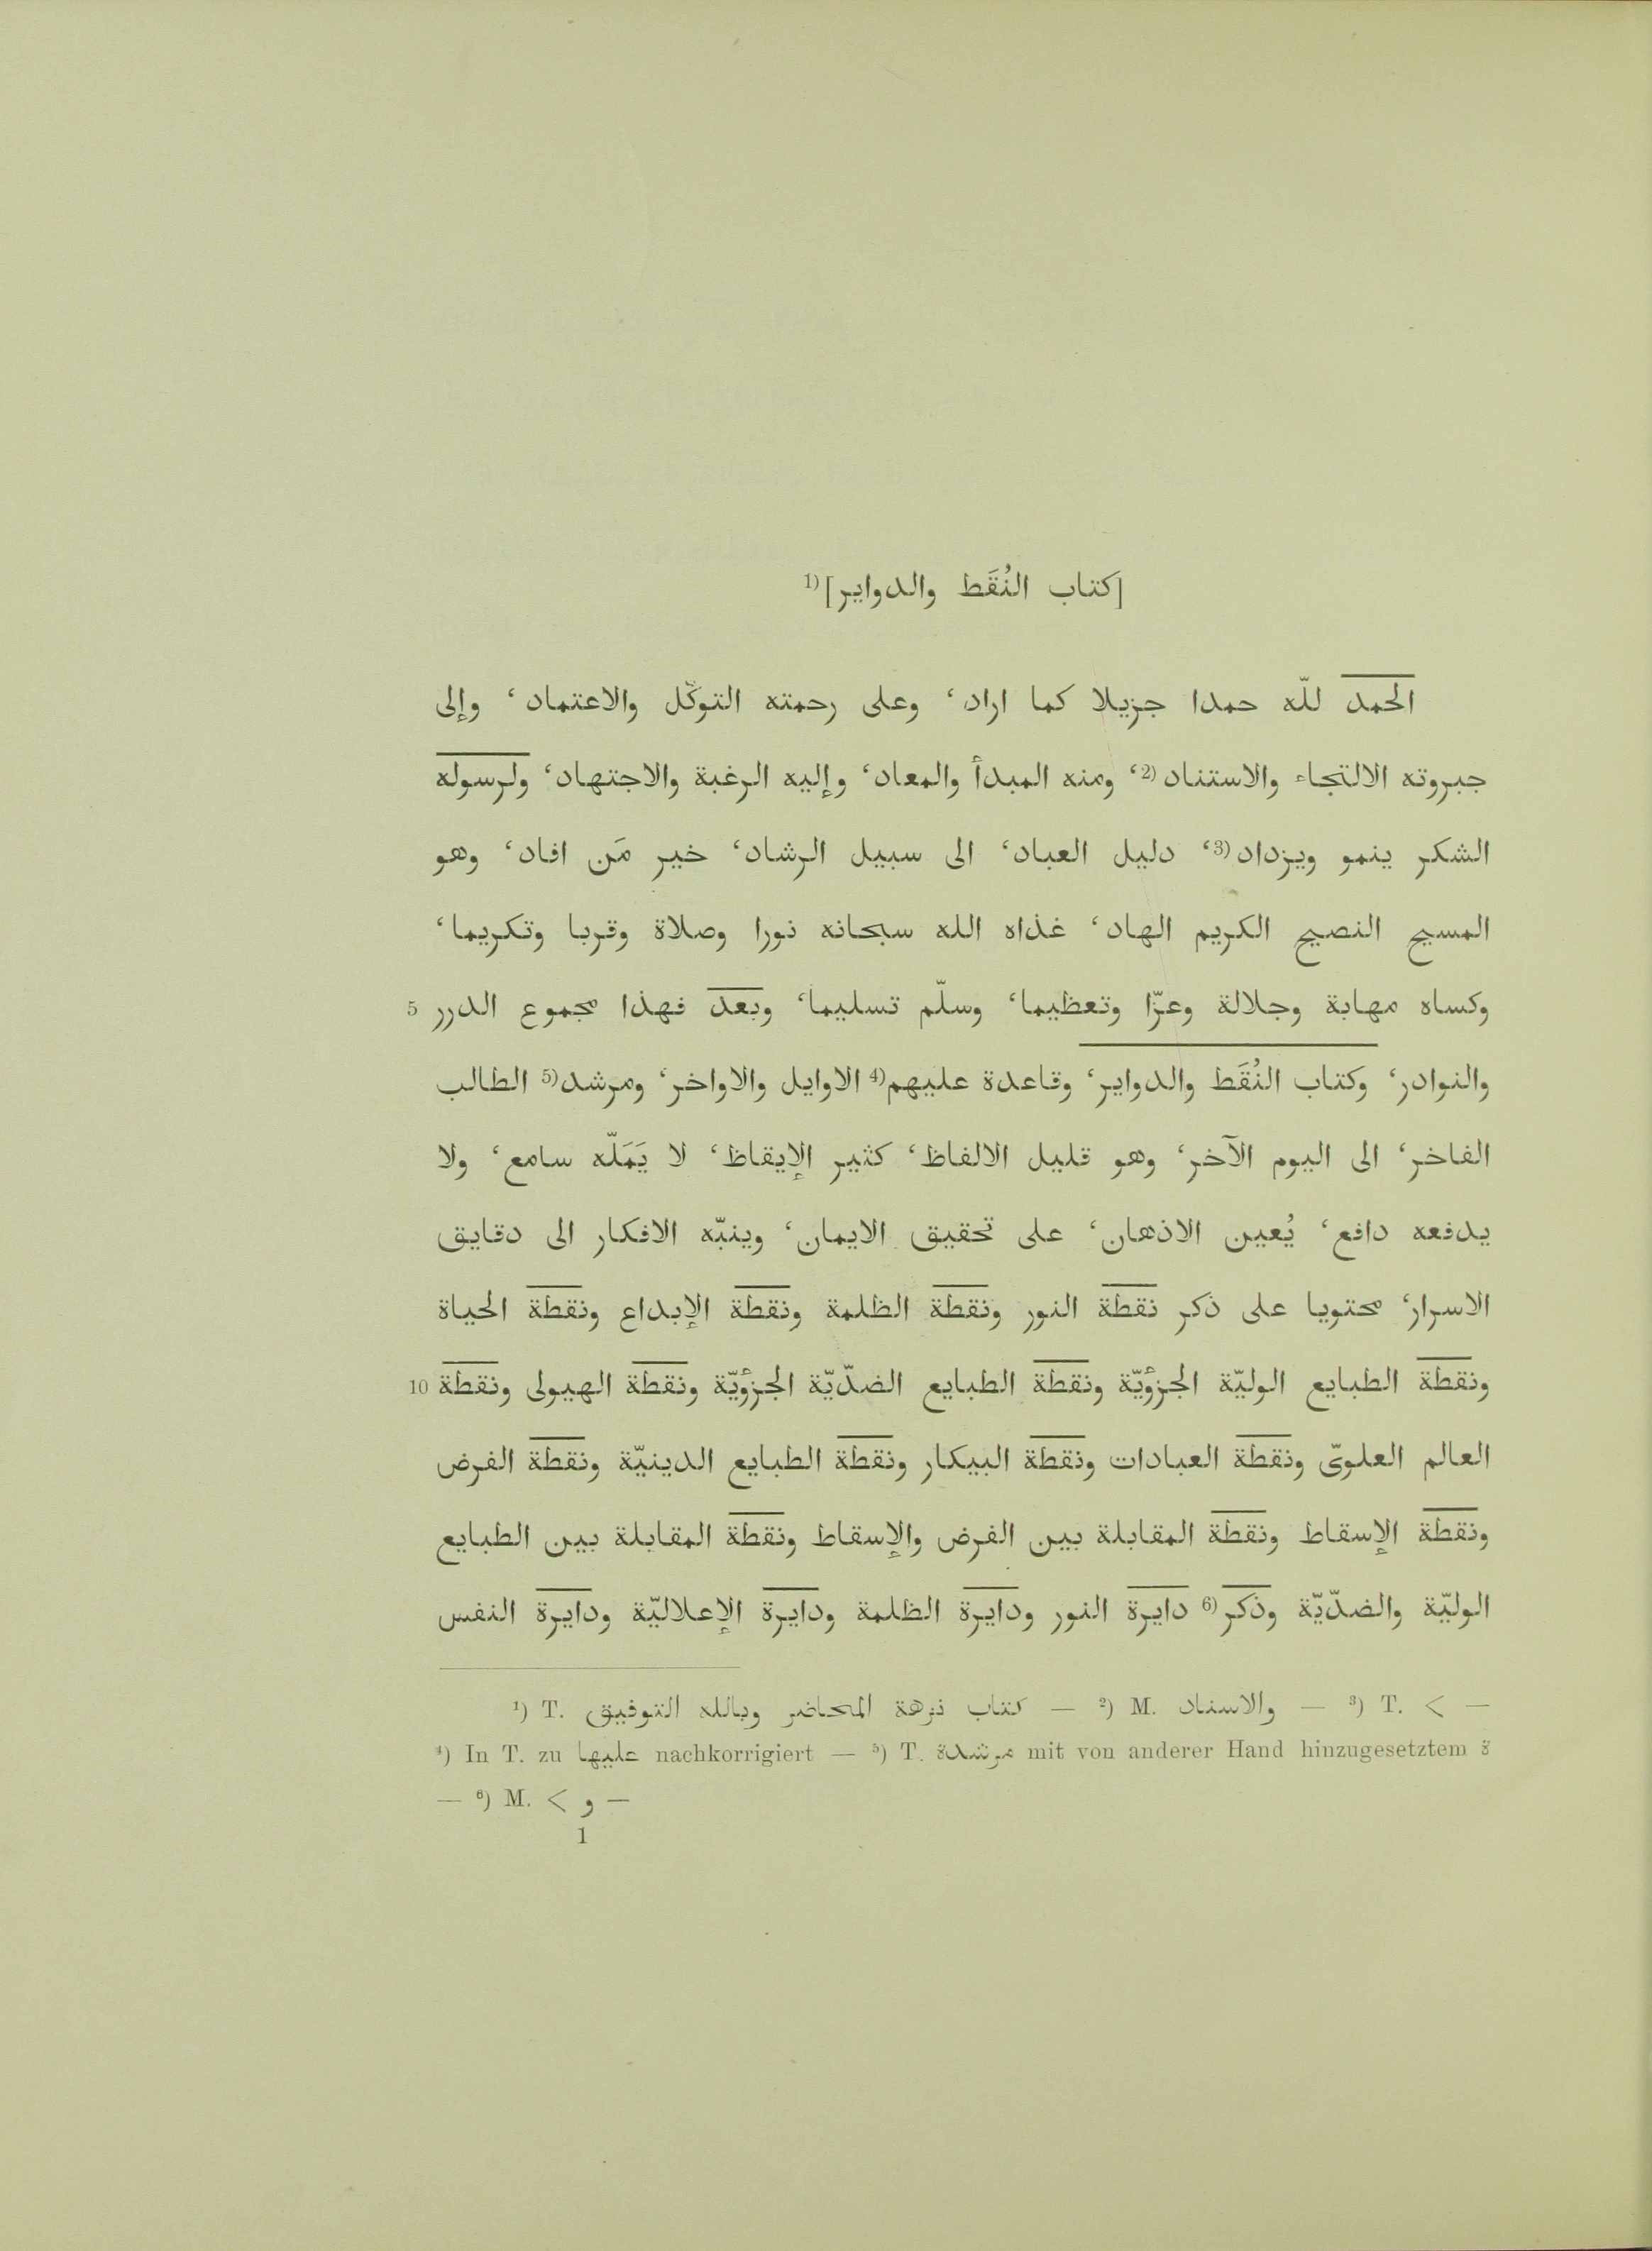 [كتاب النُقَط والدواير]¹⁾
الحمد للّه حمدا جزيلا كما اراد، وعلى رحمته التوكّل والاعتماد، وإلى
جبروته الالتجاء والاستناد²⁾، ومنه المبدأ والمعاد، وإليه الرغبة والاجتهاد، ولرسوله
الشكر ينمو ويزداد³⁾، دليل العباد، الى سبيل الرشاد، خير مَن افاد، وهو
المسيح النصيح الكريم الهاد، غذاه الله سبحانه نورا وصلاة وقربا وتكريما،
وكساه مهابة وجلالة وعزّا وتعظيما، وسلّم تسليما، وبعد فهذا مجموع الدرر 5
والنوادر، وكتاب النُقَط والدواير، وقاعدة عليهم⁴⁾ الاوايل والاواخر، ومرشد⁵⁾ الطالب
الفاخر، الى اليوم الآخر، وهو قليل الالفاظ، كثير الإيقاظ، لا يَمَلّه سامع، ولا
يدفعه دافع، يُعين الاذهان، على تحقيق الايمان، وينبّه الافكار الى دقايق
الاسرار، محتويا على ذكر نقطة النور ونقطة الظلمة ونقطة الإبداع ونقطة الحياة
ونقطة الطبايع الوليّة الجزؤيّة ونقطة الطبايع الضدّيّة الجزؤيّة ونقطة الهيولى ونقطة 10
العالم العلوىّ ونقطة العبادات ونقطة البيكار ونقطة الطبايع الدينيّة ونقطة الفرض
ونقطة الإسقاط ونقطة المقابلة بين الفرض والإسقاط ونقطة المقابلة بين الطبايع
الوليّة والضدّيّة وذكر⁶⁾ دايرة النور ودايرة الظلمة ودايرة الإعلاليّة ودايرة النفس
¹) T. كتاب نزهة المحاضر وبالله التوفيق — ²) M. والاسناد — ³) T. < —
⁴) In T. zu عليها nachkorrigiert — ⁵) T. مرشدة mit von anderer Hand hinzugesetztem ة
— ⁶) M. < و —
1